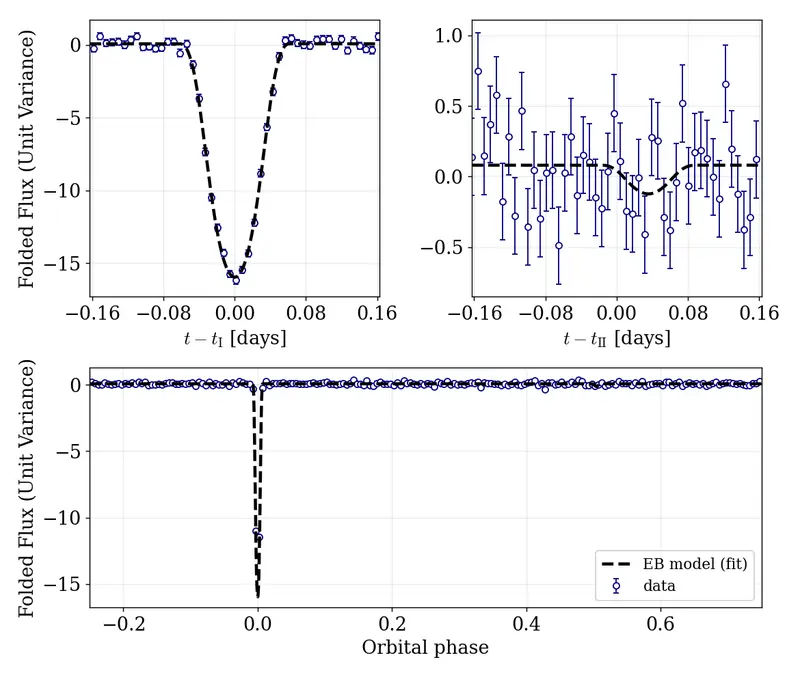 Folded Flux (Unit Variance)
0
−5
−10
−15
−0.16 −0.08 0.00 0.08 0.16
t − t_I [days]
1.0
0.5
0.0
−0.5
−0.16 −0.08 0.00 0.08 0.16
t − t_II [days]
Folded Flux (Unit Variance)
0
−5
−10
−15
EB model (fit)
data
−0.2 0.0 0.2 0.4 0.6
Orbital phase